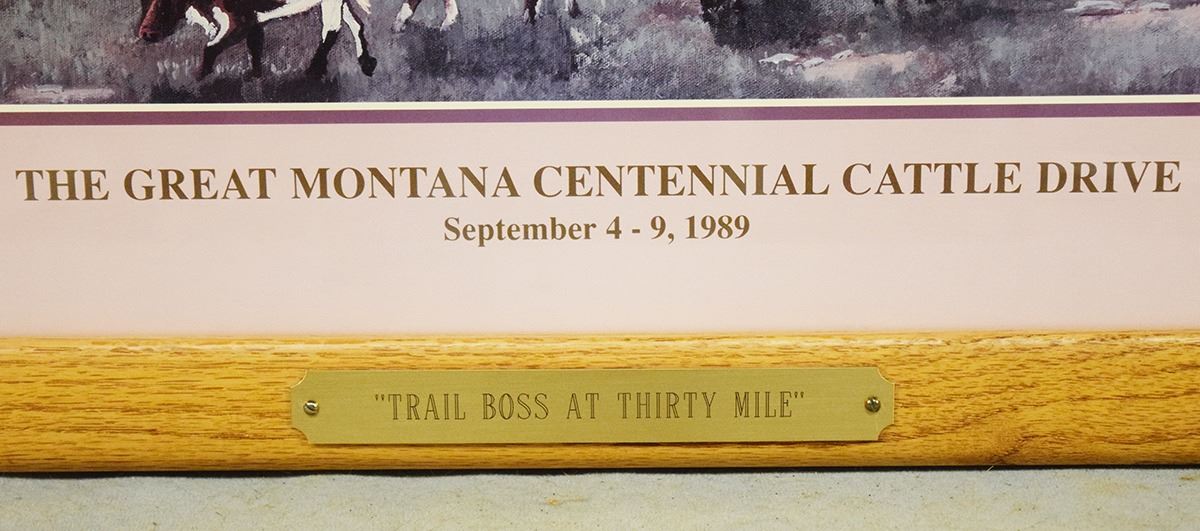 THE GREAT MONTANA CENTENNIAL CATTLE DRIVE
September 4 - 9, 1989
"TRAIL BOSS AT THIRTY MILE"